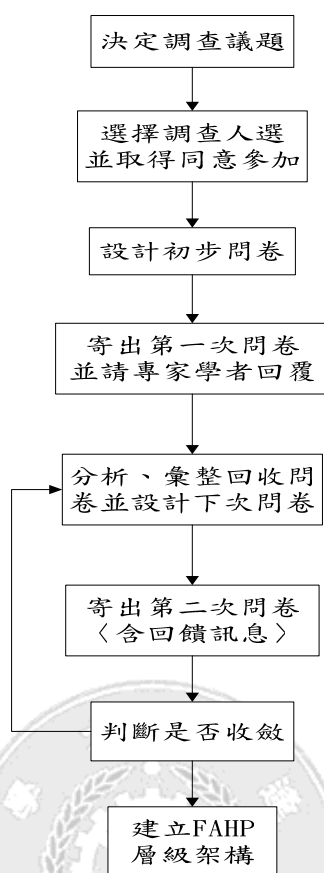 決定調查議題
選擇調查人選
並取得同意參加
設計初步問卷
寄出第一次問卷
並請專家學者回覆
分析、彙整回收問
卷並設計下次問卷
寄出第二次問卷
〈含回饋訊息〉
判斷是否收斂
建立FAHP
層級架構